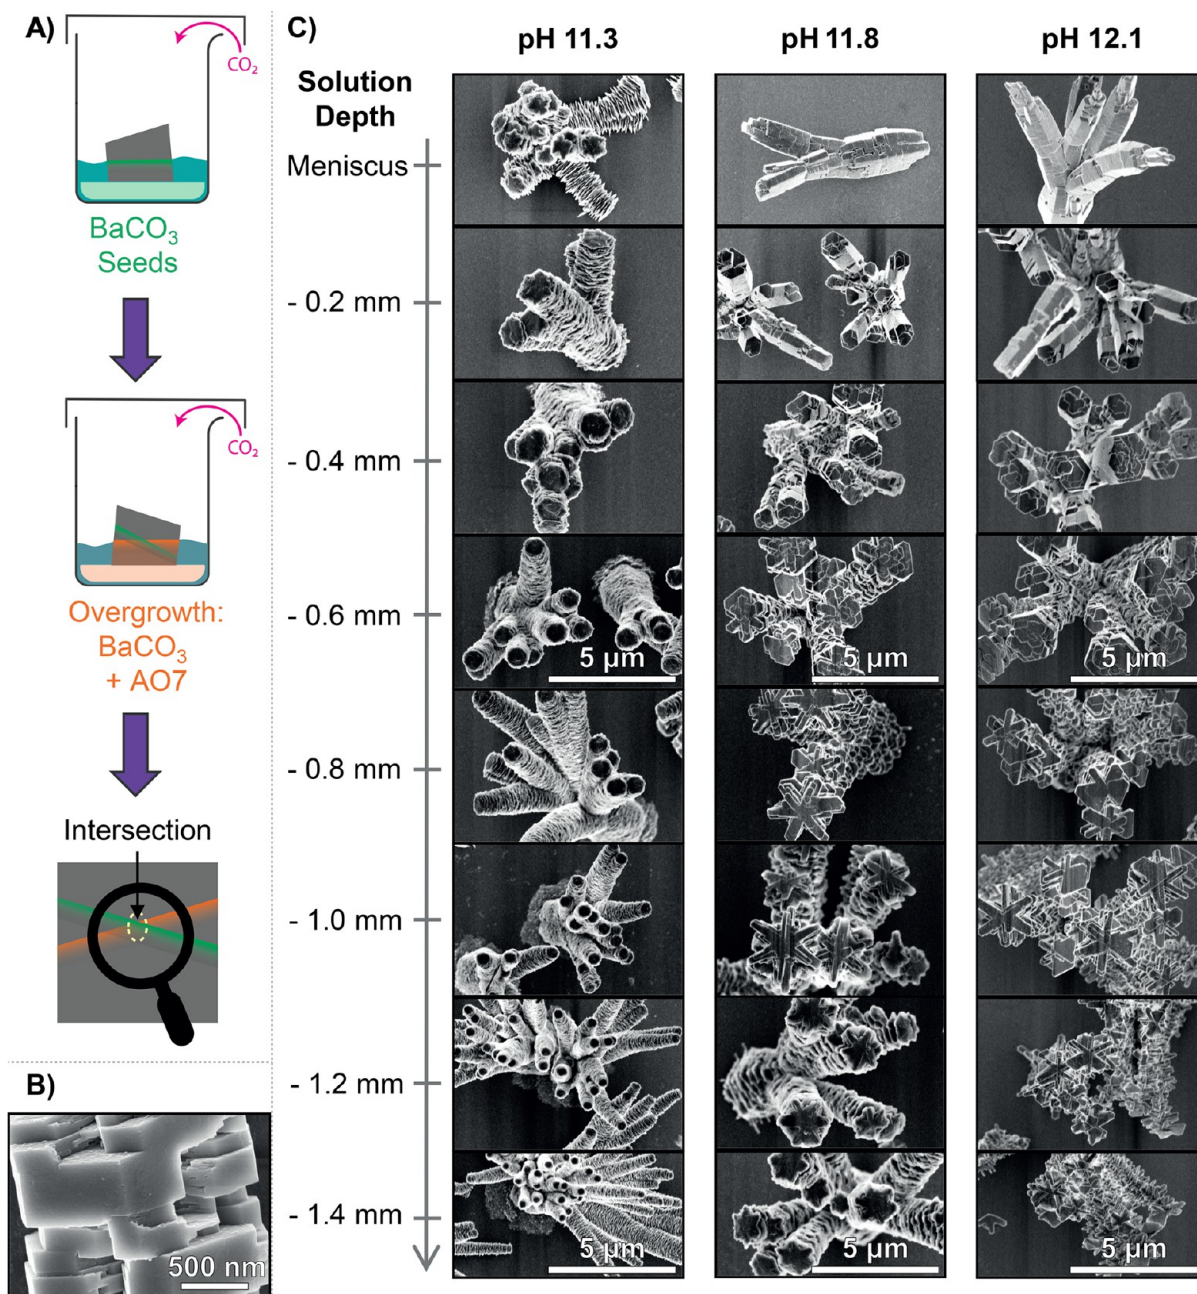 A)
CO2
BaCO3
Seeds
CO2
Overgrowth:
BaCO3
+ AO7
Intersection
B)
500 nm
C)
pH 11.3
pH 11.8
pH 12.1
Solution
Depth
Meniscus
- 0.2 mm
- 0.4 mm
- 0.6 mm
5 µm
5 µm
5 µm
- 0.8 mm
- 1.0 mm
- 1.2 mm
- 1.4 mm
5 µm
5 µm
5 µm